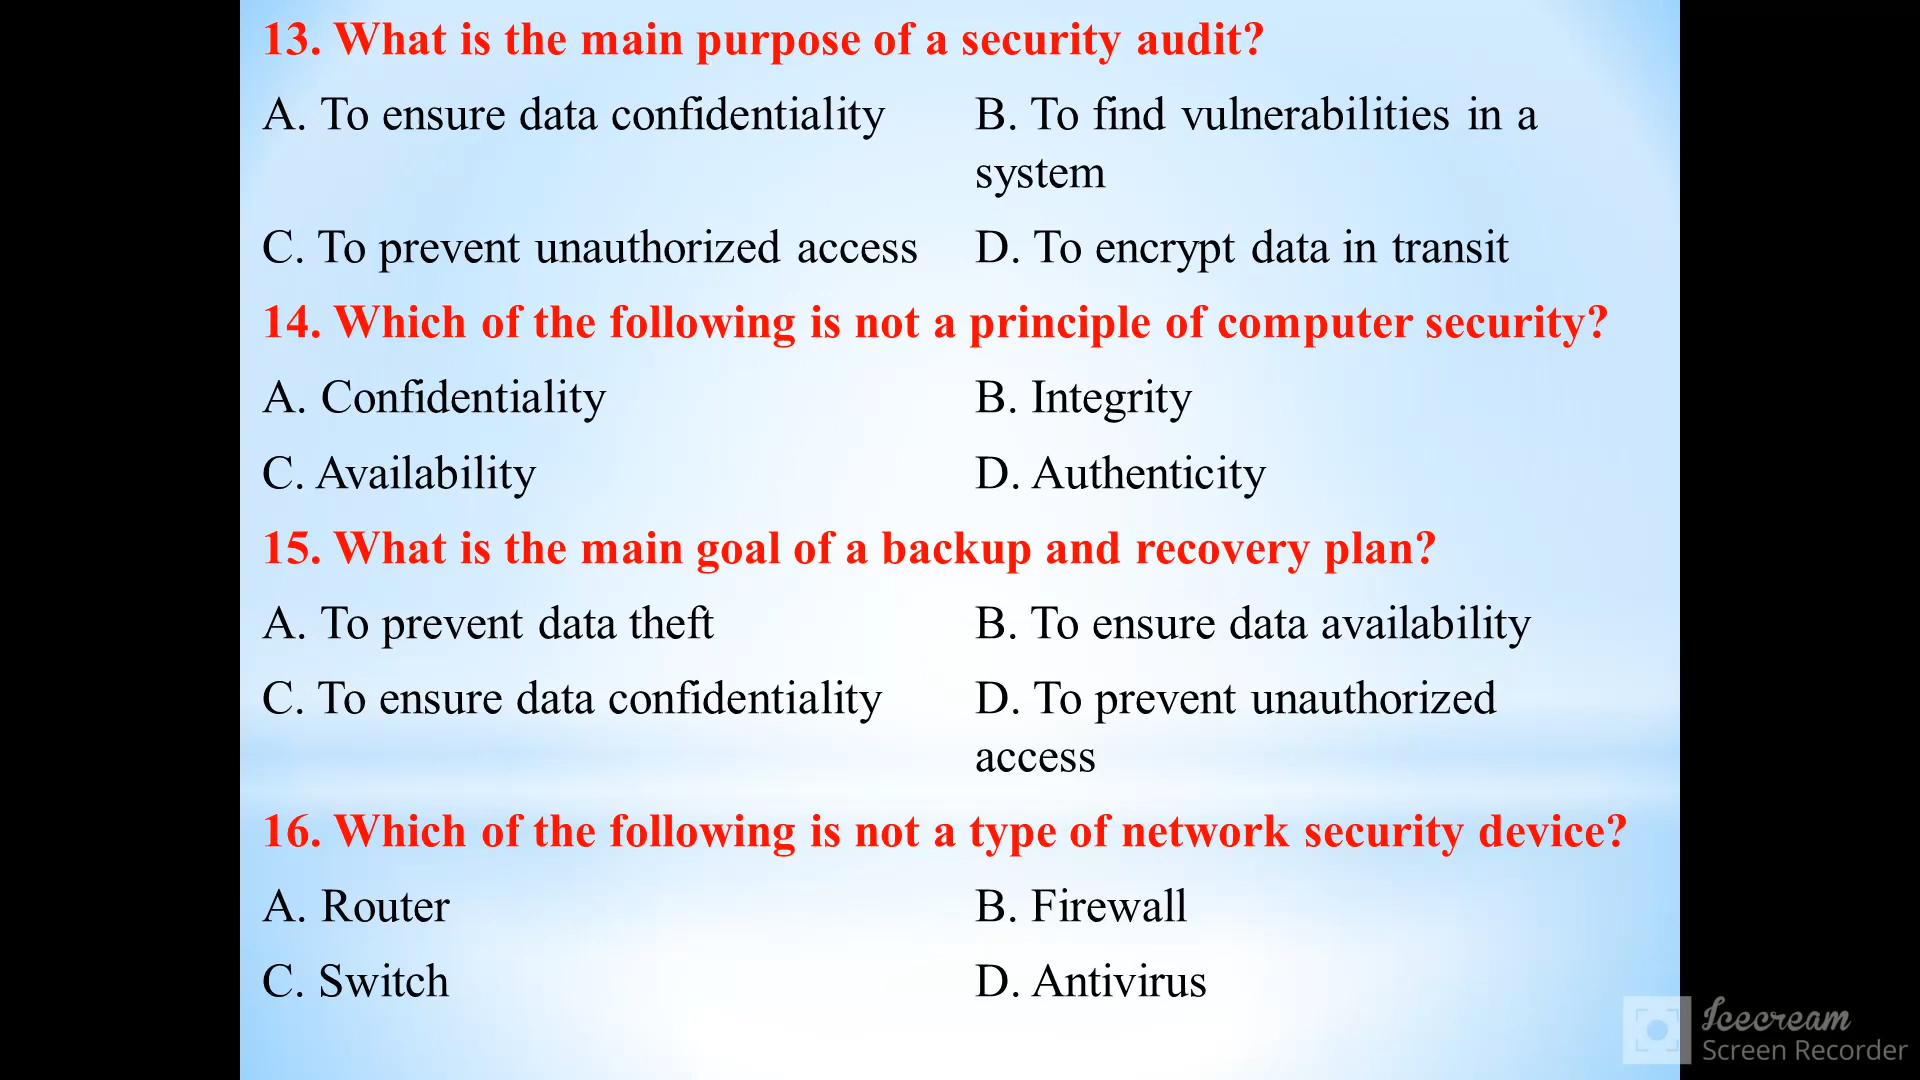 13. What is the main purpose of a security audit?
A. To ensure data confidentiality B. To find vulnerabilities in a
system
C. To prevent unauthorized access D. To encrypt data in transit
14. Which of the following is not a principle of computer security?
A. Confidentiality B. Integrity
C. Availability D. Authenticity
15. What is the main goal of a backup and recovery plan?
A. To prevent data theft B. To ensure data availability
C. To ensure data confidentiality D. To prevent unauthorized
access
16. Which of the following is not a type of network security device?
A. Router B. Firewall
C. Switch D. Antivirus
Icecream
Screen Recorder